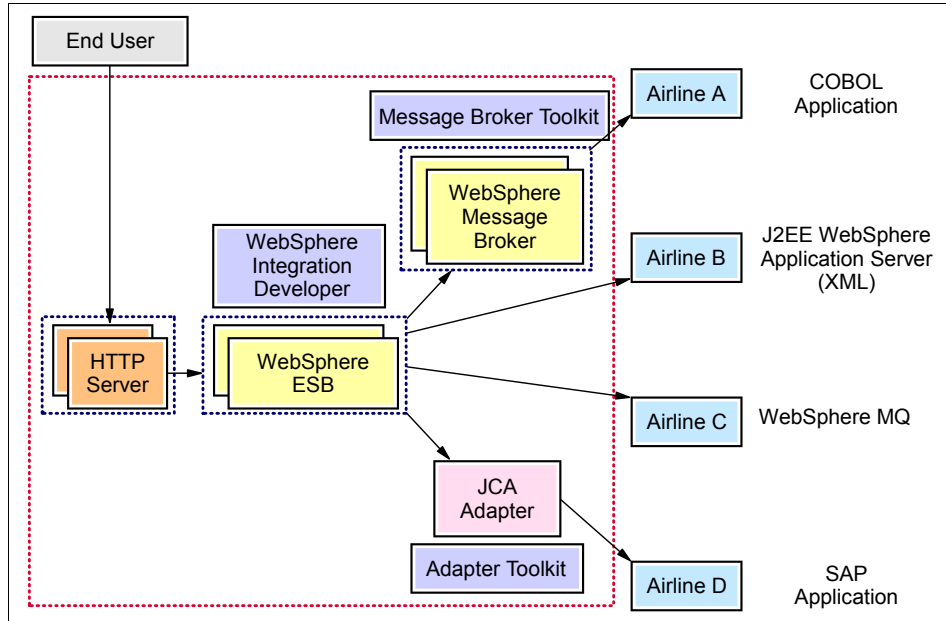 End User
Airline A
COBOL
Application
Message Broker Toolkit
WebSphere
Message
Broker
WebSphere
Integration
Developer
Airline B
J2EE WebSphere
Application Server
(XML)
HTTP
Server
WebSphere
ESB
Airline C
WebSphere MQ
JCA
Adapter
Adapter Toolkit
Airline D
SAP
Application